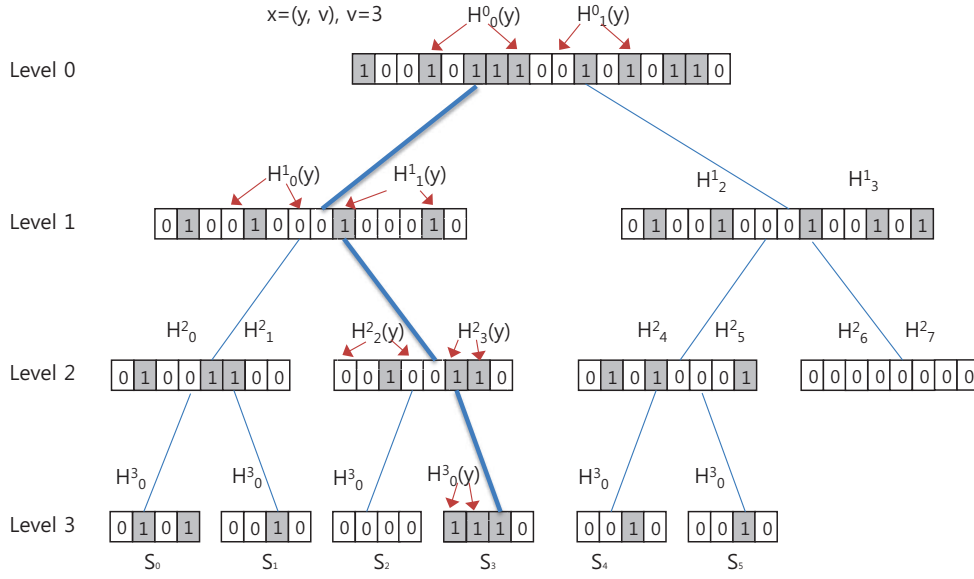 x=(y, v), v=3 H⁰₀(y) H⁰₁(y)
Level 0 1 0 0 1 0 1 1 1 0 0 1 0 1 0 1 1 0
H¹₀(y) H¹₁(y) H¹₂ H¹₃
Level 1 0 1 0 0 1 0 0 0 1 0 0 0 1 0 0 1 0 0 1 0 0 0 1 0 0 1 0 1
H²₀ H²₁ H²₂(y) H²₃(y) H²₄ H²₅ H²₆ H²₇
Level 2 0 1 0 0 1 1 0 0 0 0 1 0 0 1 1 0 0 1 0 1 0 0 0 1 0 0 0 0 0 0 0 0
H³₀ H³₀ H³₀ H³₀(y) H³₀ H³₀
Level 3 0 1 0 1 0 0 1 0 0 0 0 0 1 1 1 0 0 0 1 0 0 0 1 0
S₀ S₁ S₂ S₃ S₄ S₅